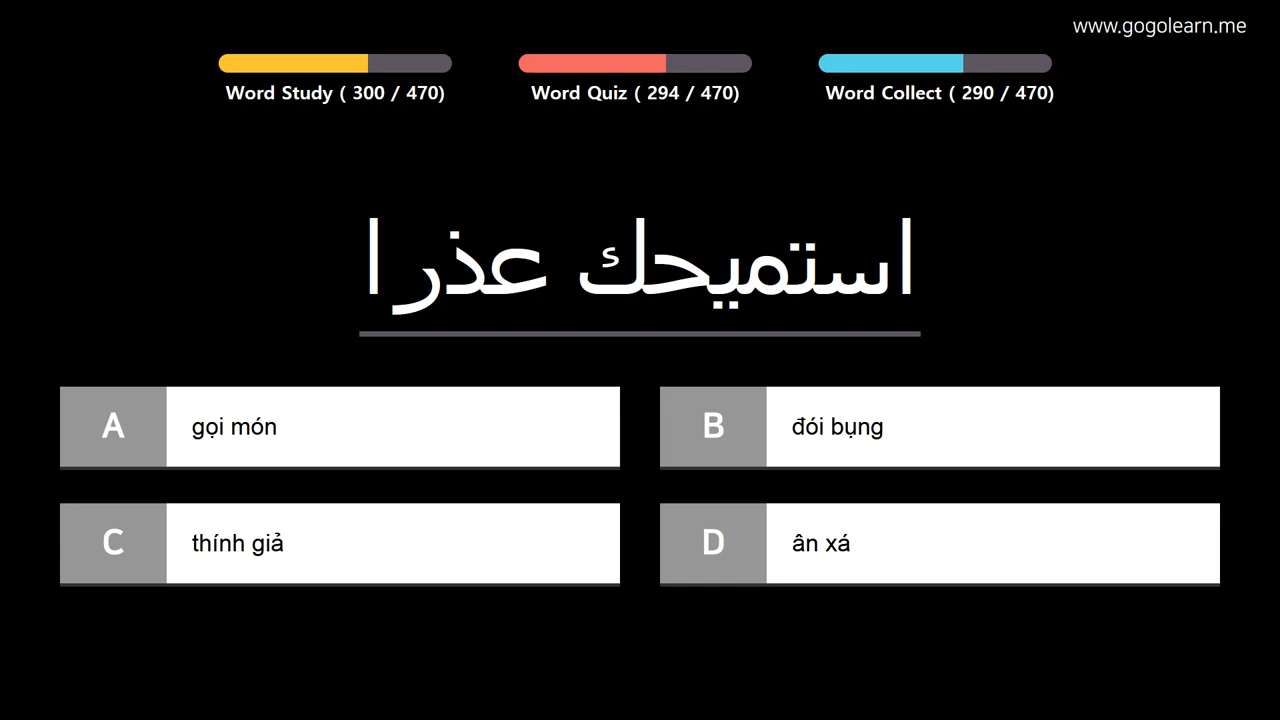 www.gogolearn.me
Word Study ( 300 / 470)
Word Quiz ( 294 / 470)
Word Collect ( 290 / 470)
استميحك عذرا
A gọi món
B đói bụng
C thính giả
D ân xá